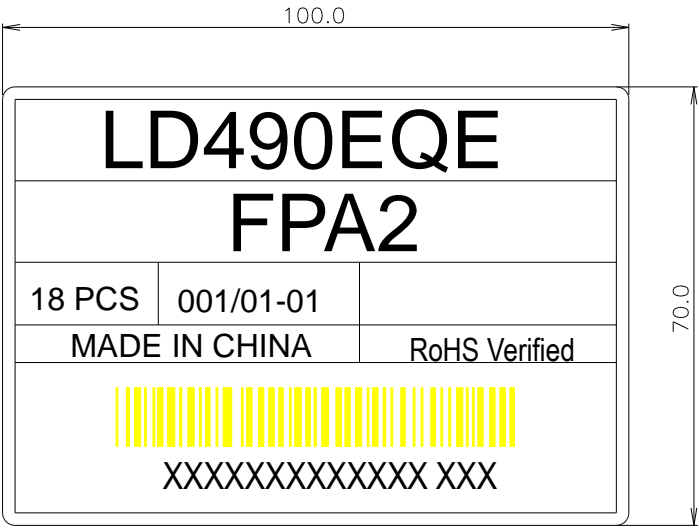 100.0
LD490EQE
FPA2
18 PCS 001/01-01
MADE IN CHINA RoHS Verified
70.0
XXXXXXXXXXXXX XXX